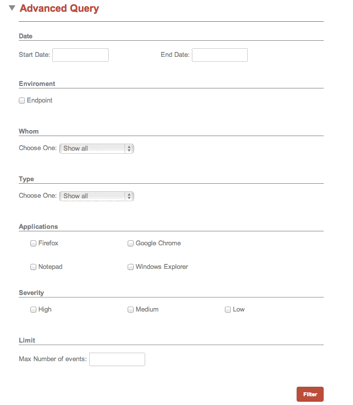 Advanced Query
Date
Start Date: End Date:
Enviroment
Endpoint
Whom
Choose One: Show all
Type
Choose One: Show all
Applications
Firefox Google Chrome
Notepad Windows Explorer
Severity
High Medium Low
Limit
Max Number of events:
Filter